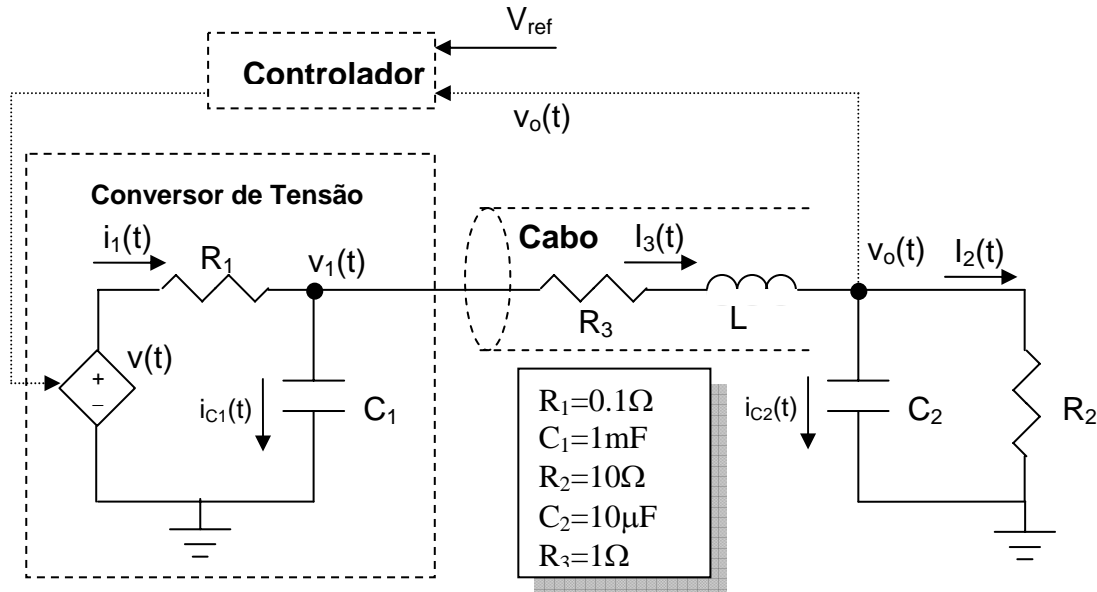 V_ref
Controlador
v_o(t)
Conversor de Tensão
i_1(t)
R_1
v_1(t)
Cabo
I_3(t)
v_o(t)
I_2(t)
R_3
L
v(t)
+
–
i_C1(t)
C_1
i_C2(t)
C_2
R_2
R_1=0.1Ω
C_1=1mF
R_2=10Ω
C_2=10μF
R_3=1Ω